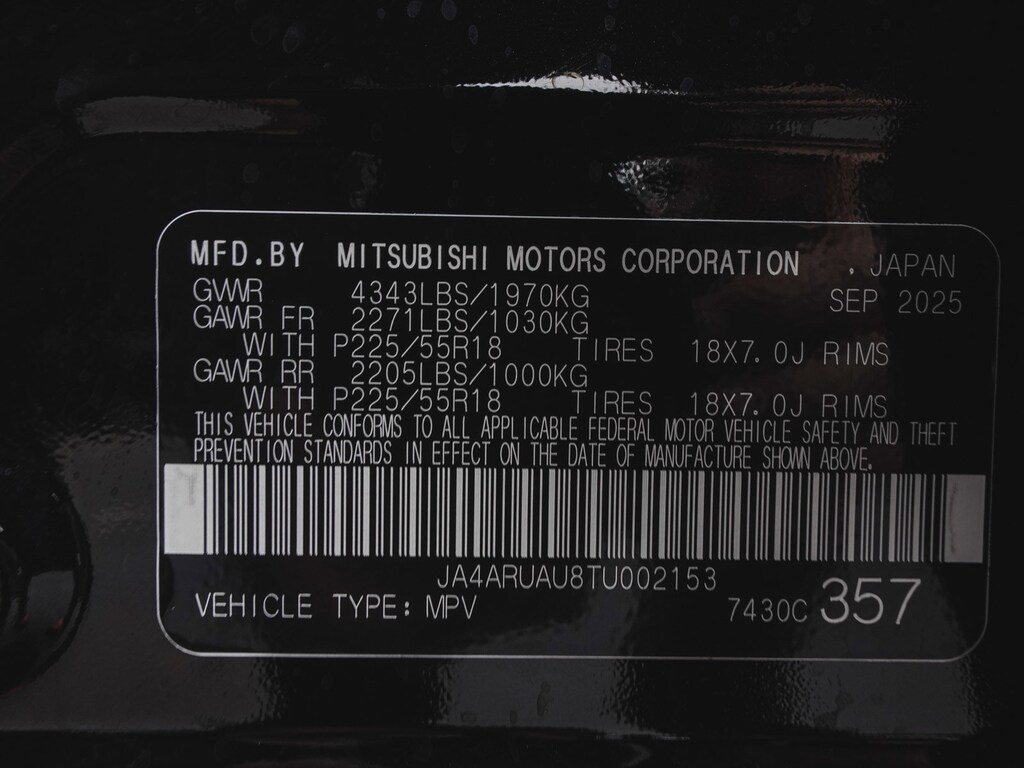 MFD.BY MITSUBISHI MOTORS CORPORATION . JAPAN
GVWR 4343LBS/1970KG SEP 2025
GAWR FR 2271LBS/1030KG
WITH P225/55R18 TIRES 18X7.0J RIMS
GAWR RR 2205LBS/1000KG
WITH P225/55R18 TIRES 18X7.0J RIMS
THIS VEHICLE CONFORMS TO ALL APPLICABLE FEDERAL MOTOR VEHICLE SAFETY AND THEFT
PREVENTION STANDARDS IN EFFECT ON THE DATE OF MANUFACTURE SHOWN ABOVE.
JA4ARUAU8TU002153
VEHICLE TYPE: MPV 7430C 357